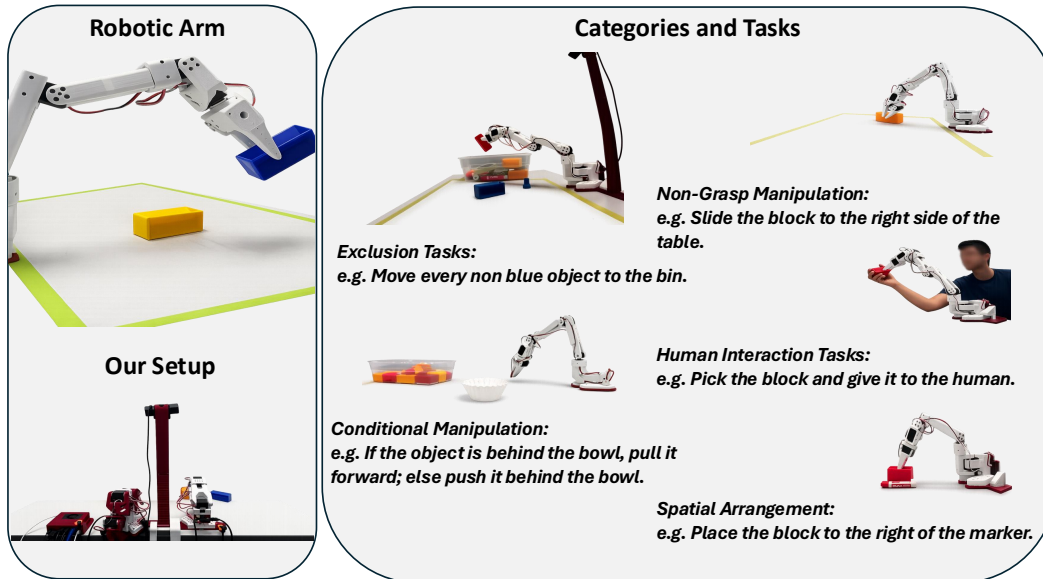 Robotic Arm
Our Setup
Categories and Tasks
Exclusion Tasks:
e.g. Move every non blue object to the bin.
Conditional Manipulation:
e.g. If the object is behind the bowl, pull it
forward; else push it behind the bowl.
Non-Grasp Manipulation:
e.g. Slide the block to the right side of the
table.
Human Interaction Tasks:
e.g. Pick the block and give it to the human.
Spatial Arrangement:
e.g. Place the block to the right of the marker.